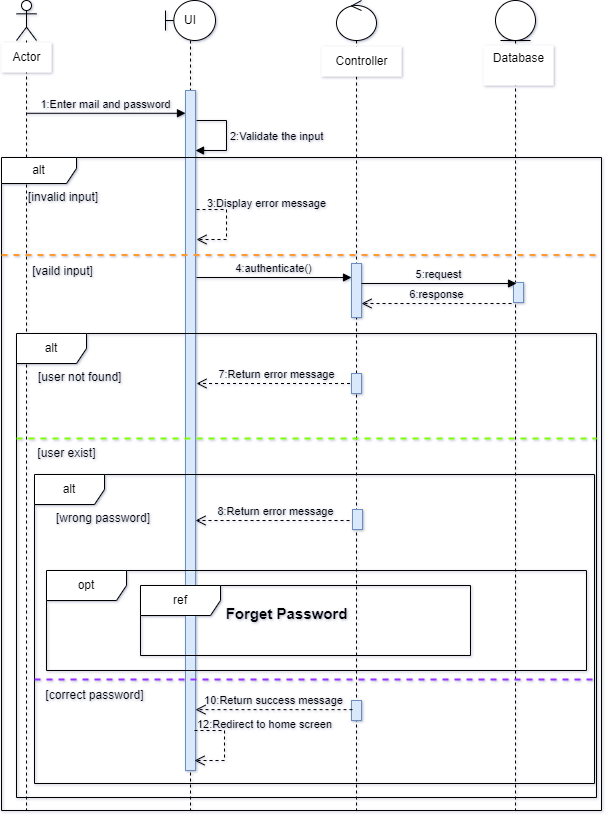 UI
Actor
Controller
Database
1:Enter mail and password
2:Validate the input
alt
[invalid input]
3:Display error message
[vaild input]
4:authenticate()
5:request
6:response
alt
[user not found]
7:Return error message
[user exist]
alt
[wrong password]
8:Return error message
opt
ref
Forget Password
[correct password]
10:Return success message
12:Redirect to home screen